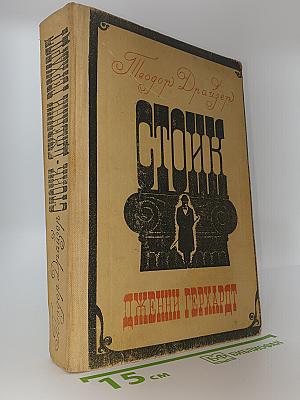 Теодор Драйзер
СТОИК
ДЖЕННИ ГЕРХАРДТ
Теодор Драйзер СТОИК·ДЖЕННИ ГЕРХАРДТ
15 см